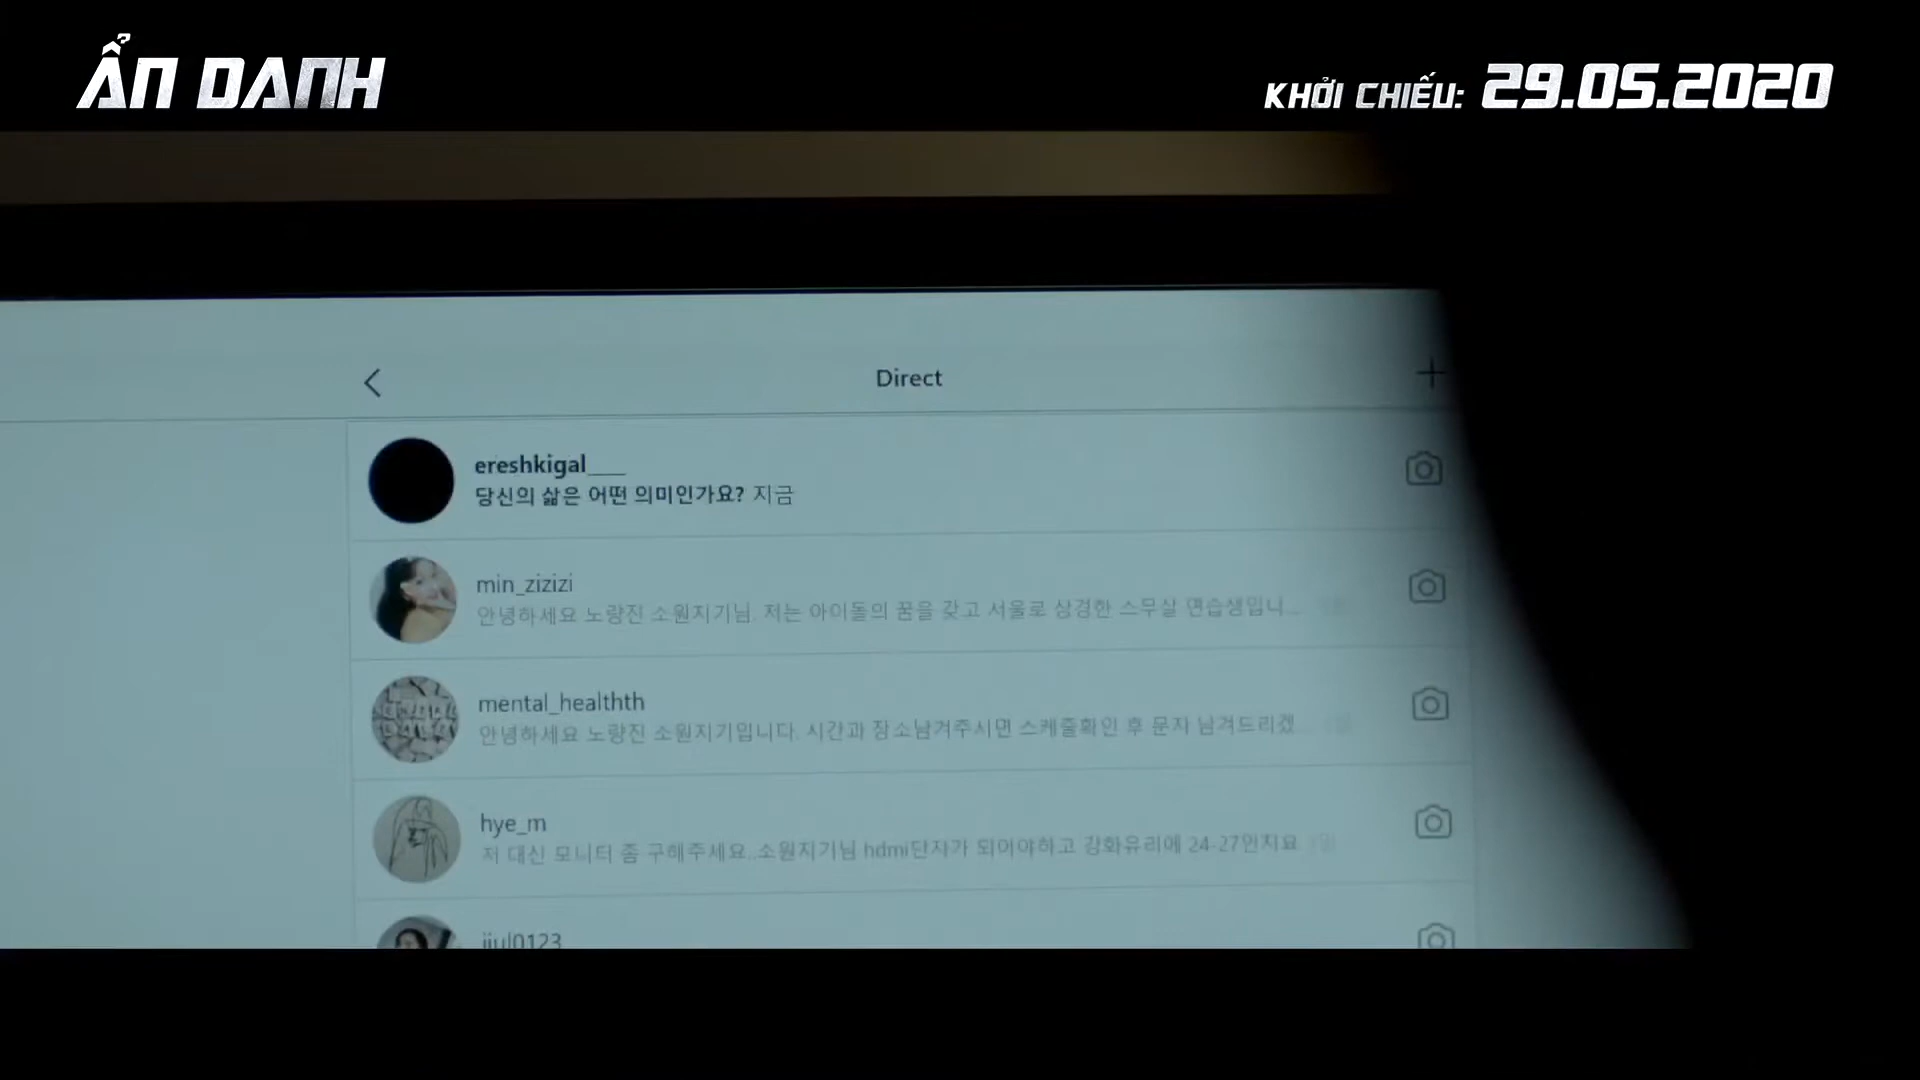 ẨN DANH
KHỞI CHIẾU: 29.05.2020
Direct
ereshkigal___
당신의 삶은 어떤 의미인가요? 지금
min_zizizi
안녕하세요 노량진 소원지기님. 저는 아이돌의 꿈을 갖고 서울로 상경한 스무살 연습생입니...
mental_healthth
안녕하세요 노량진 소원지기입니다. 시간과 장소남겨주시면 스케줄확인 후 문자 남겨드리겠...
hye_m
저 대신 모니터 좀 구해주세요..소원지기님 hdmi단자가 되어야하고 강화유리에 24-27인치요